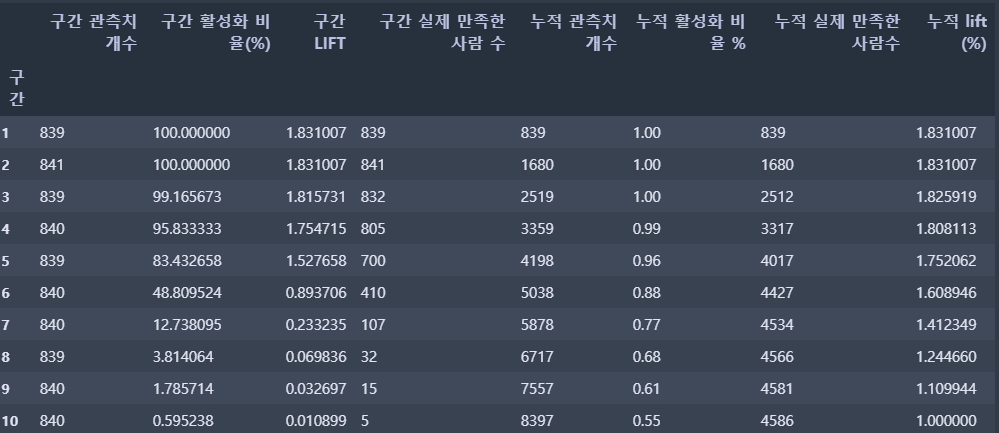 구간 관측치 개수 구간 활성화 비율(%) 구간 LIFT 구간 실제 만족한 사람 수 누적 관측치 개수 누적 활성화 비율 % 누적 실제 만족한 사람수 누적 lift (%)
구간
1 839 100.000000 1.831007 839 839 1.00 839 1.831007
2 841 100.000000 1.831007 841 1680 1.00 1680 1.831007
3 839 99.165673 1.815731 832 2519 1.00 2512 1.825919
4 840 95.833333 1.754715 805 3359 0.99 3317 1.808113
5 839 83.432658 1.527658 700 4198 0.96 4017 1.752062
6 840 48.809524 0.893706 410 5038 0.88 4427 1.608946
7 840 12.738095 0.233235 107 5878 0.77 4534 1.412349
8 839 3.814064 0.069836 32 6717 0.68 4566 1.244660
9 840 1.785714 0.032697 15 7557 0.61 4581 1.109944
10 840 0.595238 0.010899 5 8397 0.55 4586 1.000000